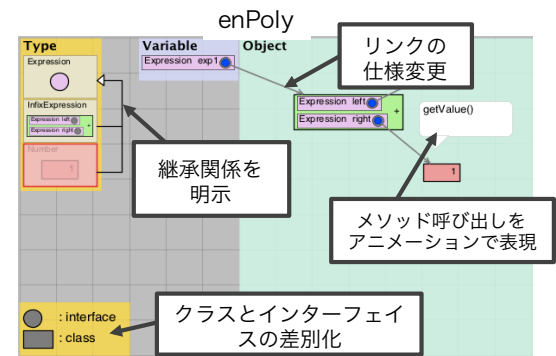 enPoly
Type
Variable
Object
Expression
Expression exp1
リンクの
仕様変更
InfixExpression
Expression left
Expression right
+
Expression left
Expression right
+
getValue()
Number
1
1
継承関係を
明示
メソッド呼び出しを
アニメーションで表現
: interface
: class
クラスとインターフェイ
スの差別化